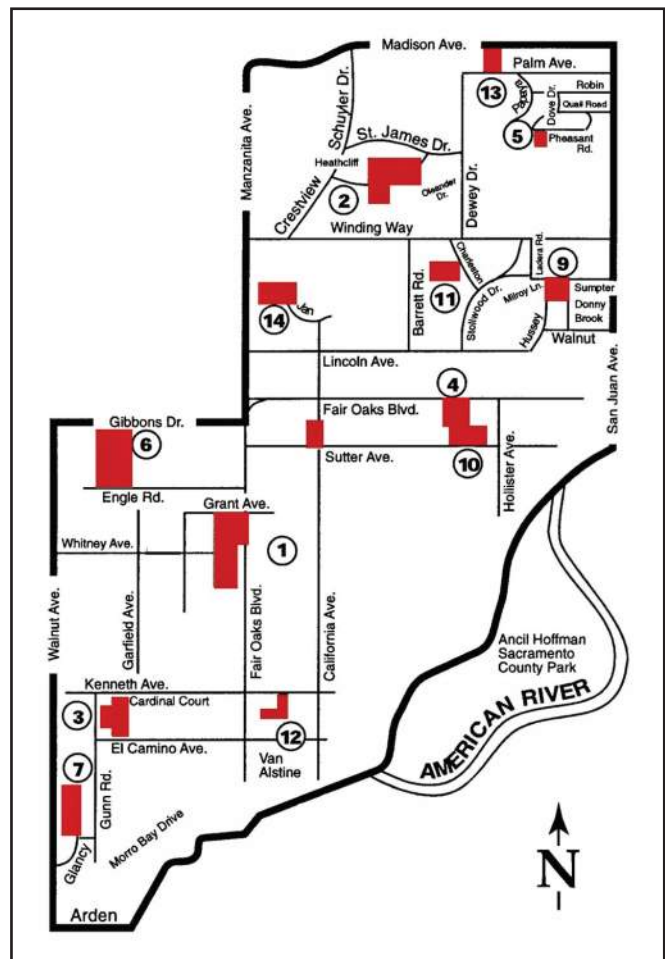 Madison Ave.
Palm Ave.
13
Papaya
Dove Dr.
Robin
Quail Road
5
Pheasant Rd.
Manzanita Ave.
Crestview
Schuyler Dr.
St. James Dr.
Heathcliff
2
Oleander Dr.
Dewey Dr.
Winding Way
Charleston
Ladera Rd.
9
Barrett Rd.
11
Stollwood Dr.
Milroy Ln.
Hussey
Sumpter
Donny
Brook
Walnut
14
Jan
Lincoln Ave.
San Juan Ave.
4
Gibbons Dr.
6
Fair Oaks Blvd.
Sutter Ave.
10
Hollister Ave.
Engle Rd.
Grant Ave.
Whitney Ave.
1
Walnut Ave.
Garfield Ave.
Fair Oaks Blvd.
California Ave.
Ancil Hoffman
Sacramento
County Park
AMERICAN RIVER
Kenneth Ave.
Cardinal Court
3
El Camino Ave.
12
Van
Alstine
7
Gunn Rd.
Glancy
Morro Bay Drive
Arden
N